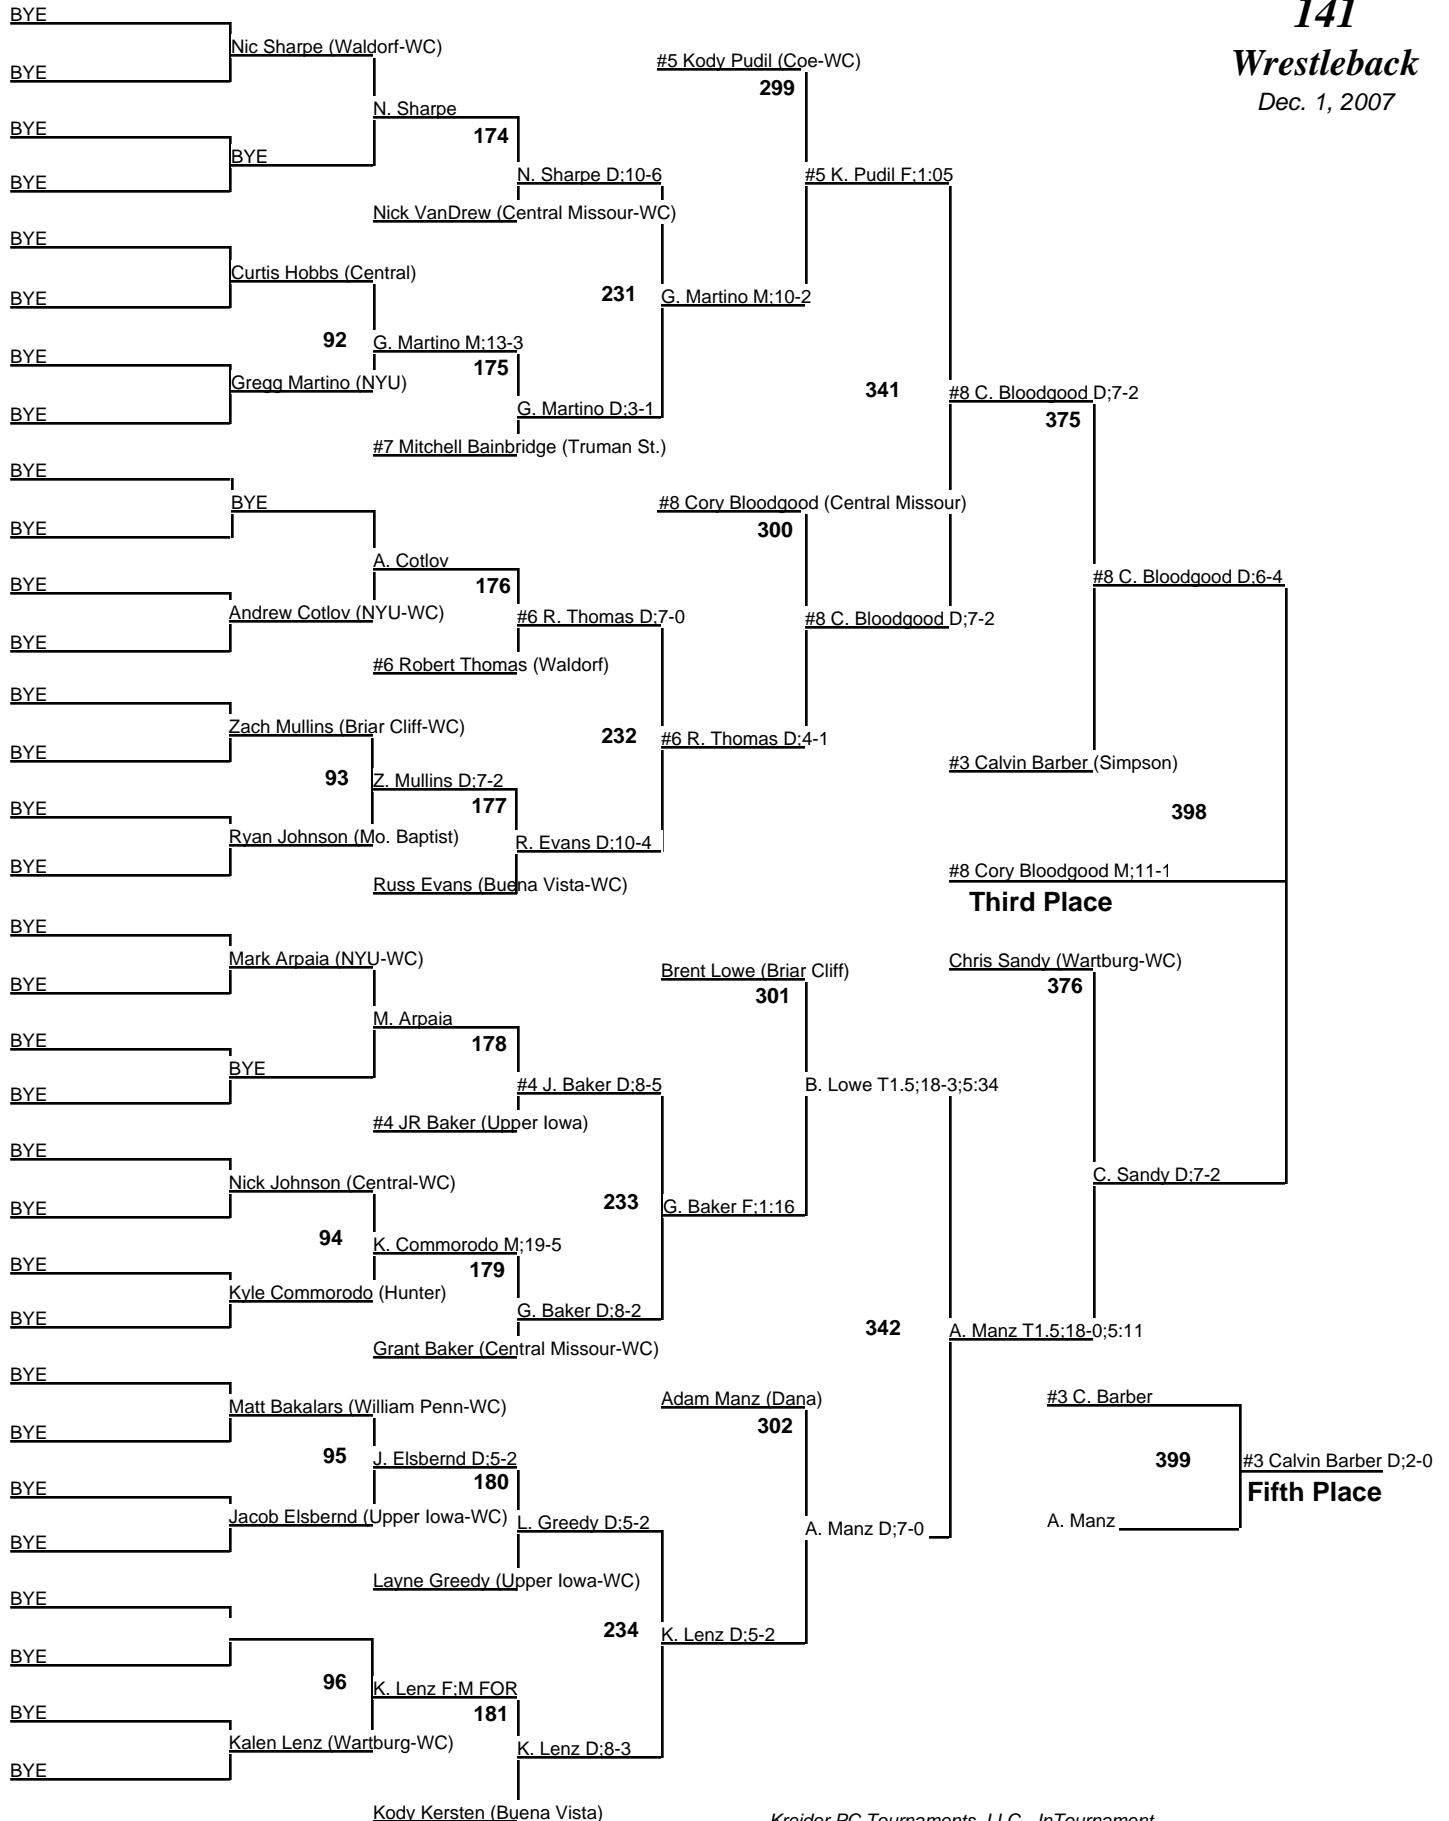 141
Wrestleback
Dec. 1, 2007
BYE
Nic Sharpe (Waldorf-WC)
BYE
N. Sharpe
174
BYE
BYE
BYE
N. Sharpe D;10-6
Nick VanDrew (Central Missour-WC)
BYE
Curtis Hobbs (Central)
BYE
231
G. Martino M;10-2
92
G. Martino M;13-3
BYE
175
Gregg Martino (NYU)
BYE
G. Martino D;3-1
#7 Mitchell Bainbridge (Truman St.)
#5 Kody Pudil (Coe-WC)
299
#5 K. Pudil F;1:05
341
#8 C. Bloodgood D;7-2
375
BYE
BYE
BYE
A. Cotlov
176
BYE
Andrew Cotlov (NYU-WC)
BYE
#6 R. Thomas D;7-0
#6 Robert Thomas (Waldorf)
#8 Cory Bloodgood (Central Missour)
300
#8 C. Bloodgood D;7-2
#8 C. Bloodgood D;6-4
BYE
Zach Mullins (Briar Cliff-WC)
BYE
232
#6 R. Thomas D;4-1
93
Z. Mullins D;7-2
177
BYE
Ryan Johnson (Mo. Baptist)
BYE
R. Evans D;10-4
Russ Evans (Buena Vista-WC)
#3 Calvin Barber (Simpson)
398
#8 Cory Bloodgood M;11-1
Third Place
BYE
Mark Arpaia (NYU-WC)
BYE
M. Arpaia
178
BYE
BYE
BYE
#4 J. Baker D;8-5
#4 JR Baker (Upper Iowa)
Brent Lowe (Briar Cliff)
301
B. Lowe T1.5;18-3;5:34
Chris Sandy (Wartburg-WC)
376
C. Sandy D;7-2
BYE
Nick Johnson (Central-WC)
BYE
233
G. Baker F;1:16
94
K. Commorodo M;19-5
179
BYE
Kyle Commorodo (Hunter)
BYE
G. Baker D;8-2
Grant Baker (Central Missour-WC)
342
A. Manz T1.5;18-0;5:11
BYE
Matt Bakalars (William Penn-WC)
BYE
95
J. Elsbernd D;5-2
180
BYE
Jacob Elsbernd (Upper Iowa-WC)
BYE
L. Greedy D;5-2
Layne Greedy (Upper Iowa-WC)
Adam Manz (Dana)
302
A. Manz D;7-0
#3 C. Barber
399
#3 Calvin Barber D;2-0
Fifth Place
A. Manz
BYE
BYE
234
K. Lenz D;5-2
96
K. Lenz F;M FOR
181
BYE
Kalen Lenz (Wartburg-WC)
BYE
K. Lenz D;8-3
Kody Kersten (Buena Vista)
Kreider PC Tournaments, LLC - InTournament